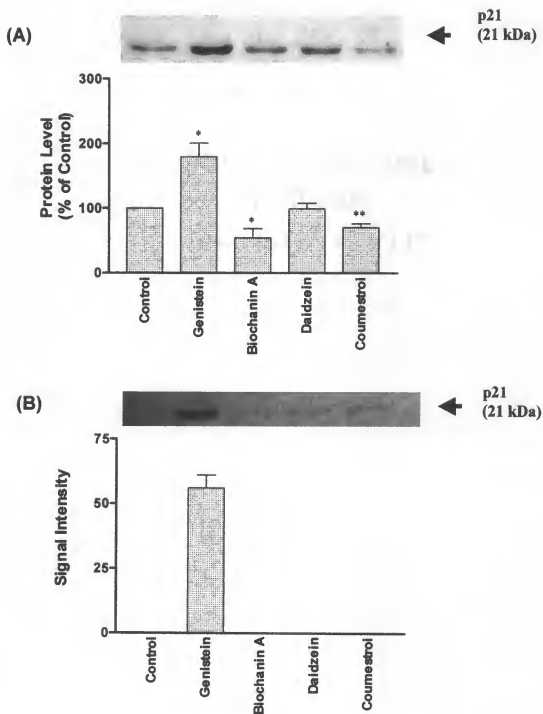 (A)
p21
(21 kDa)
300
200
100
0
Protein Level
(% of Control)
*
*
**
Control
Genistein
Biochanin A
Daidzein
Coumestrol
(B)
p21
(21 kDa)
75
50
25
0
Signal Intensity
Control
Genistein
Biochanin A
Daidzein
Coumestrol